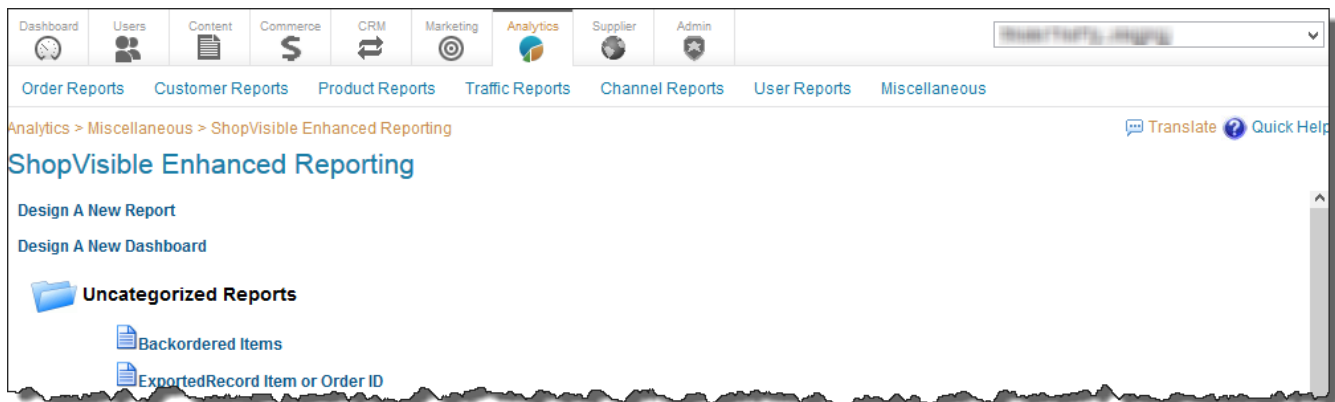 Dashboard Users Content Commerce CRM Marketing Analytics Supplier Admin
Order Reports Customer Reports Product Reports Traffic Reports Channel Reports User Reports Miscellaneous
Analytics > Miscellaneous > ShopVisible Enhanced Reporting Translate Quick Help
ShopVisible Enhanced Reporting
Design A New Report
Design A New Dashboard
Uncategorized Reports
Backordered Items
ExportedRecord Item or Order ID